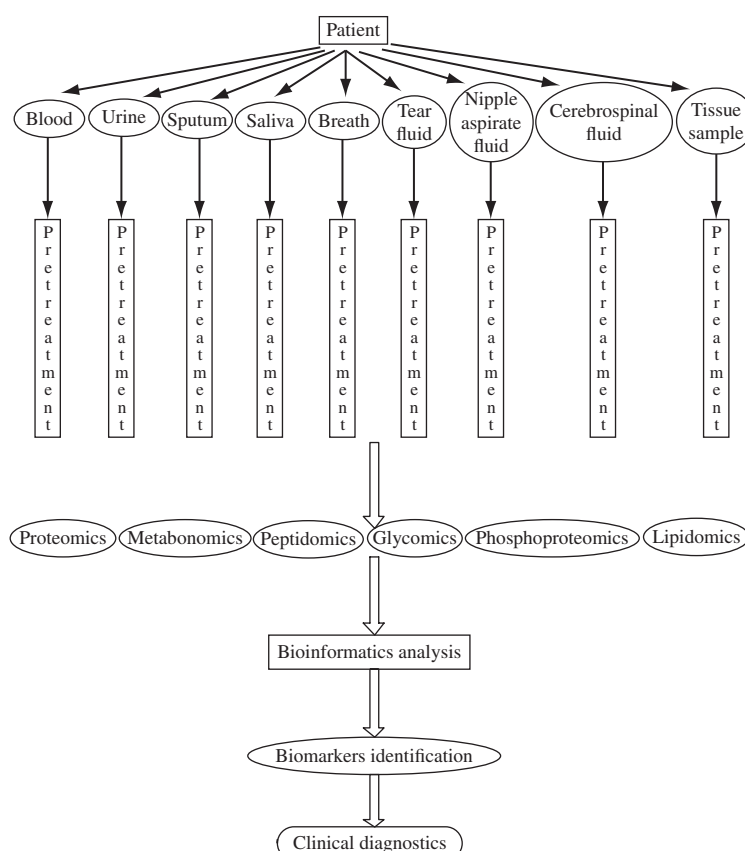 Patient
Blood
Urine
Sputum
Saliva
Breath
Tear
fluid
Nipple
aspirate
fluid
Cerebrospinal
fluid
Tissue
sample
Pretreatment
Pretreatment
Pretreatment
Pretreatment
Pretreatment
Pretreatment
Pretreatment
Pretreatment
Pretreatment
Proteomics
Metabonomics
Peptidomics
Glycomics
Phosphoproteomics
Lipidomics
Bioinformatics analysis
Biomarkers identification
Clinical diagnostics